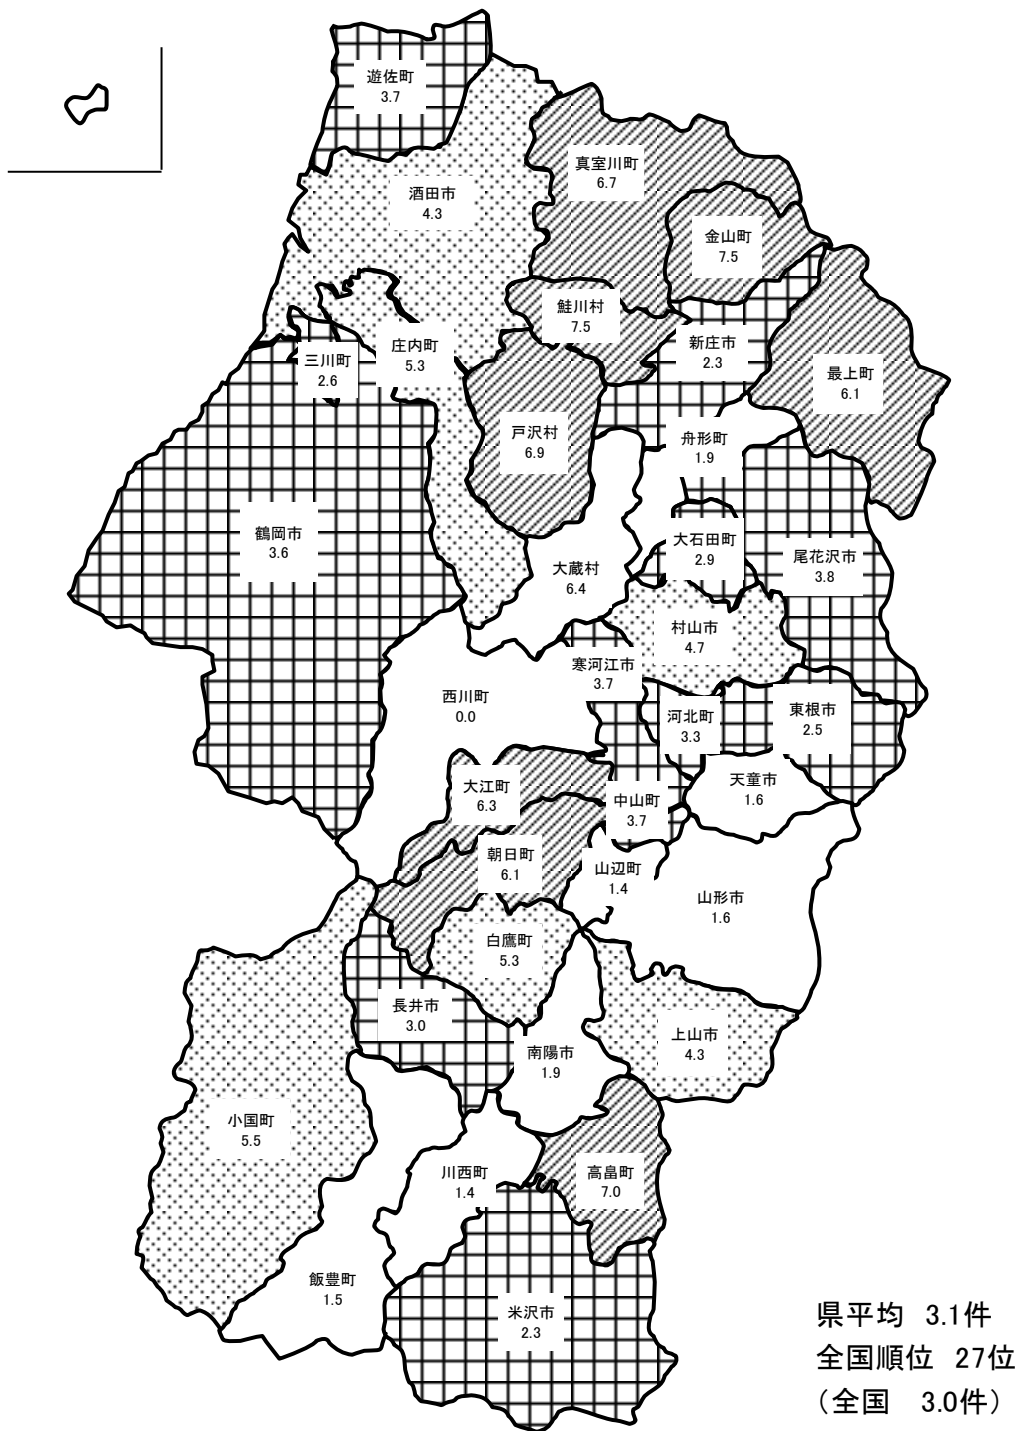 遊佐町
3.7
真室川町
6.7
酒田市
4.3
金山町
7.5
鮭川村
7.5
新庄市
2.3
庄内町
5.3
三川町
2.6
最上町
6.1
戸沢村
6.9
舟形町
1.9
鶴岡市
3.6
大石田町
2.9
尾花沢市
3.8
大蔵村
6.4
村山市
4.7
寒河江市
3.7
西川町
0.0
河北町
3.3
東根市
2.5
天童市
1.6
大江町
6.3
中山町
3.7
朝日町
6.1
山辺町
1.4
山形市
1.6
白鷹町
5.3
長井市
3.0
上山市
4.3
南陽市
1.9
小国町
5.5
川西町
1.4
高畠町
7.0
飯豊町
1.5
米沢市
2.3
県平均 3.1件
全国順位 27位
（全国 3.0件）